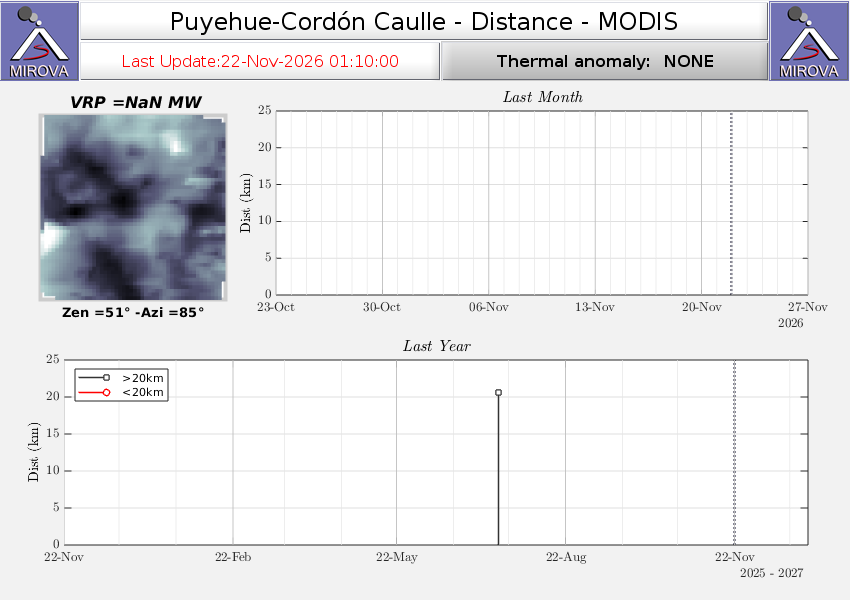 MIROVA
Puyehue-Cordón Caulle - Distance - MODIS
MIROVA
Last Update:22-Nov-2026 01:10:00
Thermal anomaly:  NONE
VRP =NaN MW
Zen =51° -Azi =85°
Last Month
Dist (km)
25
20
15
10
5
0
23-Oct 30-Oct 06-Nov 13-Nov 20-Nov 27-Nov
2026
Last Year
Dist (km)
25
20
15
10
5
0
>20km
<20km
22-Nov 22-Feb 22-May 22-Aug 22-Nov
2025 - 2027